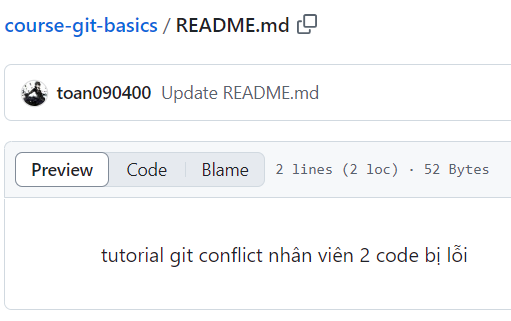 course-git-basics / README.md
toan090400 Update README.md
Preview Code Blame 2 lines (2 loc) · 52 Bytes
tutorial git conflict nhân viên 2 code bị lỗi